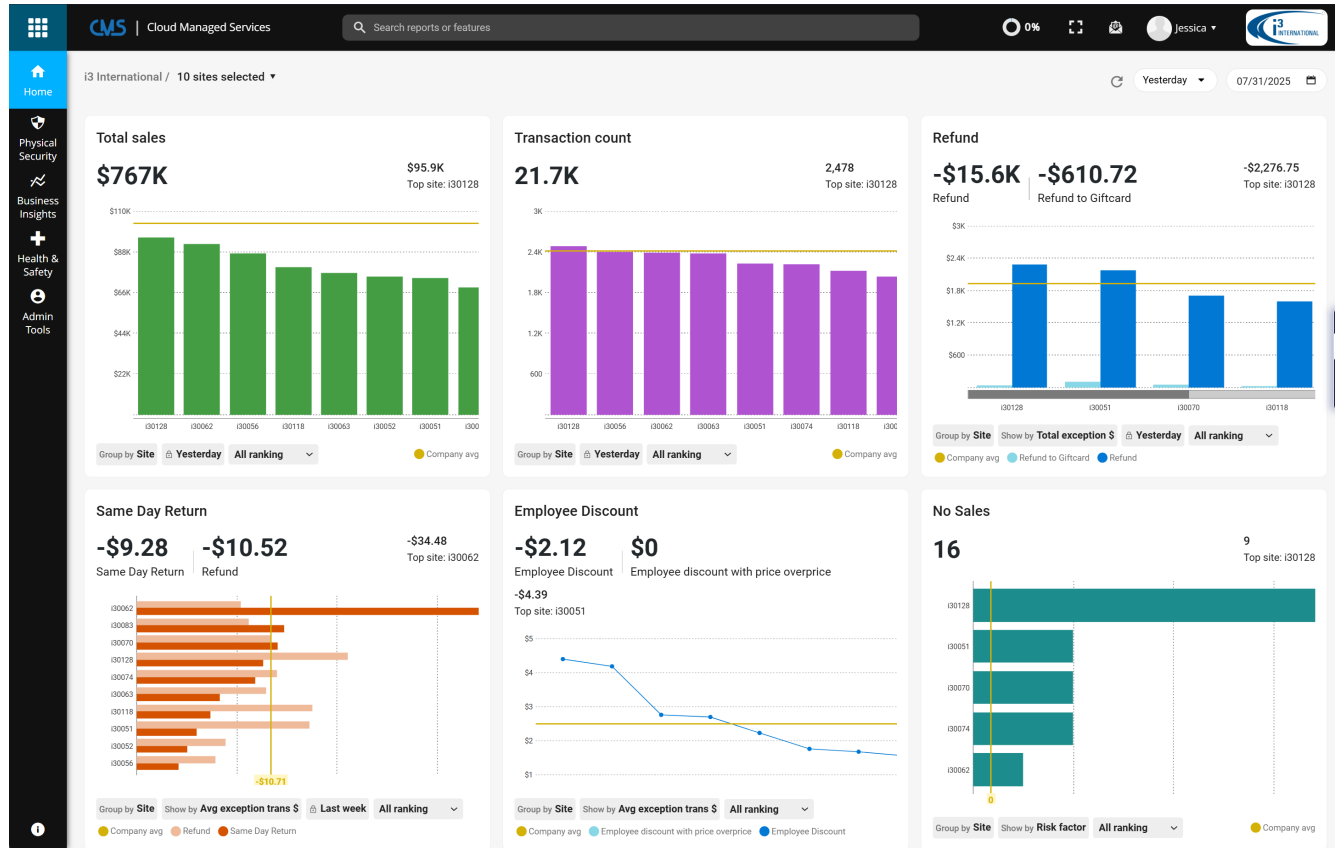 CMS | Cloud Managed Services
Search reports or features
0%
Jessica
i3 INTERNATIONAL
Home
Physical
Security
Business
Insights
Health &
Safety
Admin
Tools
i3 International / 10 sites selected
Yesterday
07/31/2025
Total sales
$767K
$95.9K
Top site: i30128
$110K
$88K
$66K
$44K
$22K
i30128 i30062 i30056 i30118 i30063 i30052 i30051 i300
Group by Site Yesterday All ranking
Company avg
Transaction count
21.7K
2,478
Top site: i30128
3K
2.4K
1.8K
1.2K
600
i30128 i30056 i30062 i30063 i30051 i30074 i30118 i300
Group by Site Yesterday All ranking
Company avg
Refund
-$15.6K -$610.72
Refund Refund to Giftcard
-$2,276.75
Top site: i30128
$3K
$2.4K
$1.8K
$1.2K
$600
i30128 i30051 i30070 i30118
Group by Site Show by Total exception $ Yesterday All ranking
Company avg Refund to Giftcard Refund
Same Day Return
-$9.28 -$10.52
Same Day Return Refund
-$34.48
Top site: i30062
i30062
i30083
i30070
i30128
i30074
i30063
i30118
i30051
i30052
i30056
-$10.71
Group by Site Show by Avg exception trans $ Last week All ranking
Company avg Refund Same Day Return
Employee Discount
-$2.12 $0
Employee Discount Employee discount with price overprice
-$4.39
Top site: i30051
$5
$4
$3
$2
$1
Group by Site Show by Avg exception trans $ All ranking
Company avg Employee discount with price overprice Employee Discount
No Sales
16
9
Top site: i30128
i30128
i30051
i30070
i30074
i30062
0
Group by Site Show by Risk factor All ranking
Company avg